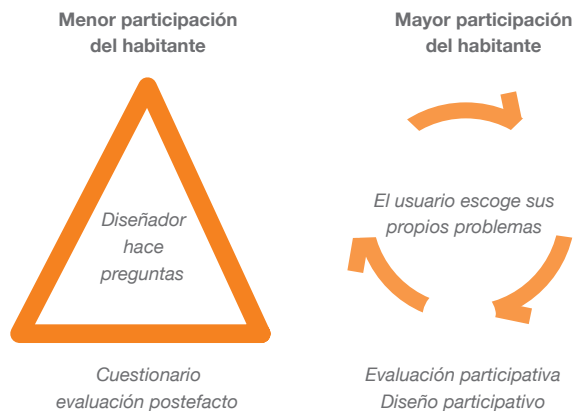 Menor participación
del habitante
Diseñador
hace
preguntas
Cuestionario
evaluación postefacto
Mayor participación
del habitante
El usuario escoge sus
propios problemas
Evaluación participativa
Diseño participativo